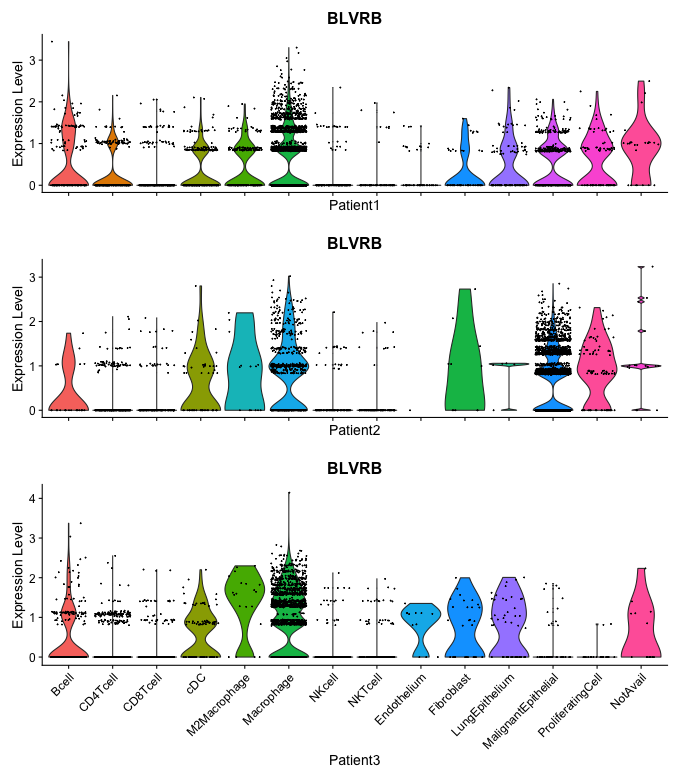 BLVRB
Expression Level
3
2
1
0
Patient1
BLVRB
Expression Level
3
2
1
0
Patient2
BLVRB
Expression Level
4
3
2
1
0
Bcell
CD4Tcell
CD8Tcell
cDC
M2Macrophage
Macrophage
NKcell
NKTcell
Endothelium
Fibroblast
LungEpithelium
MalignantEpithelial
ProliferatingCell
NotAvail
Patient3